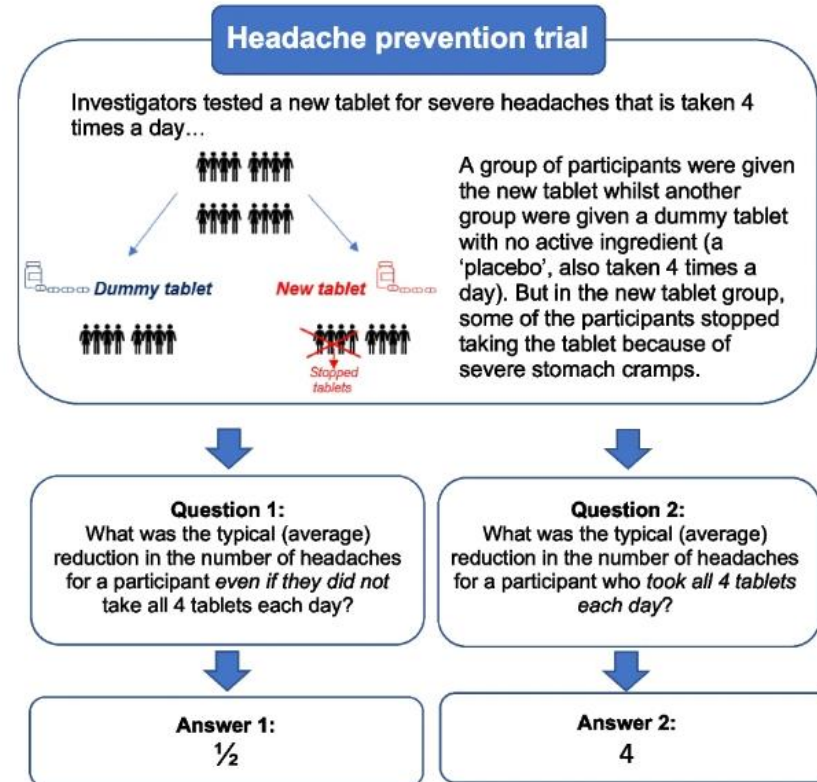 Headache prevention trial
Investigators tested a new tablet for severe headaches that is taken 4
times a day…
A group of participants were given
the new tablet whilst another
group were given a dummy tablet
with no active ingredient (a
‘placebo’, also taken 4 times a
day). But in the new tablet group,
some of the participants stopped
taking the tablet because of
severe stomach cramps.
Dummy tablet
New tablet
Stopped
tablets
Question 1:
What was the typical (average)
reduction in the number of headaches
for a participant even if they did not
take all 4 tablets each day?
Question 2:
What was the typical (average)
reduction in the number of headaches
for a participant who took all 4 tablets
each day?
Answer 1:
½
Answer 2:
4